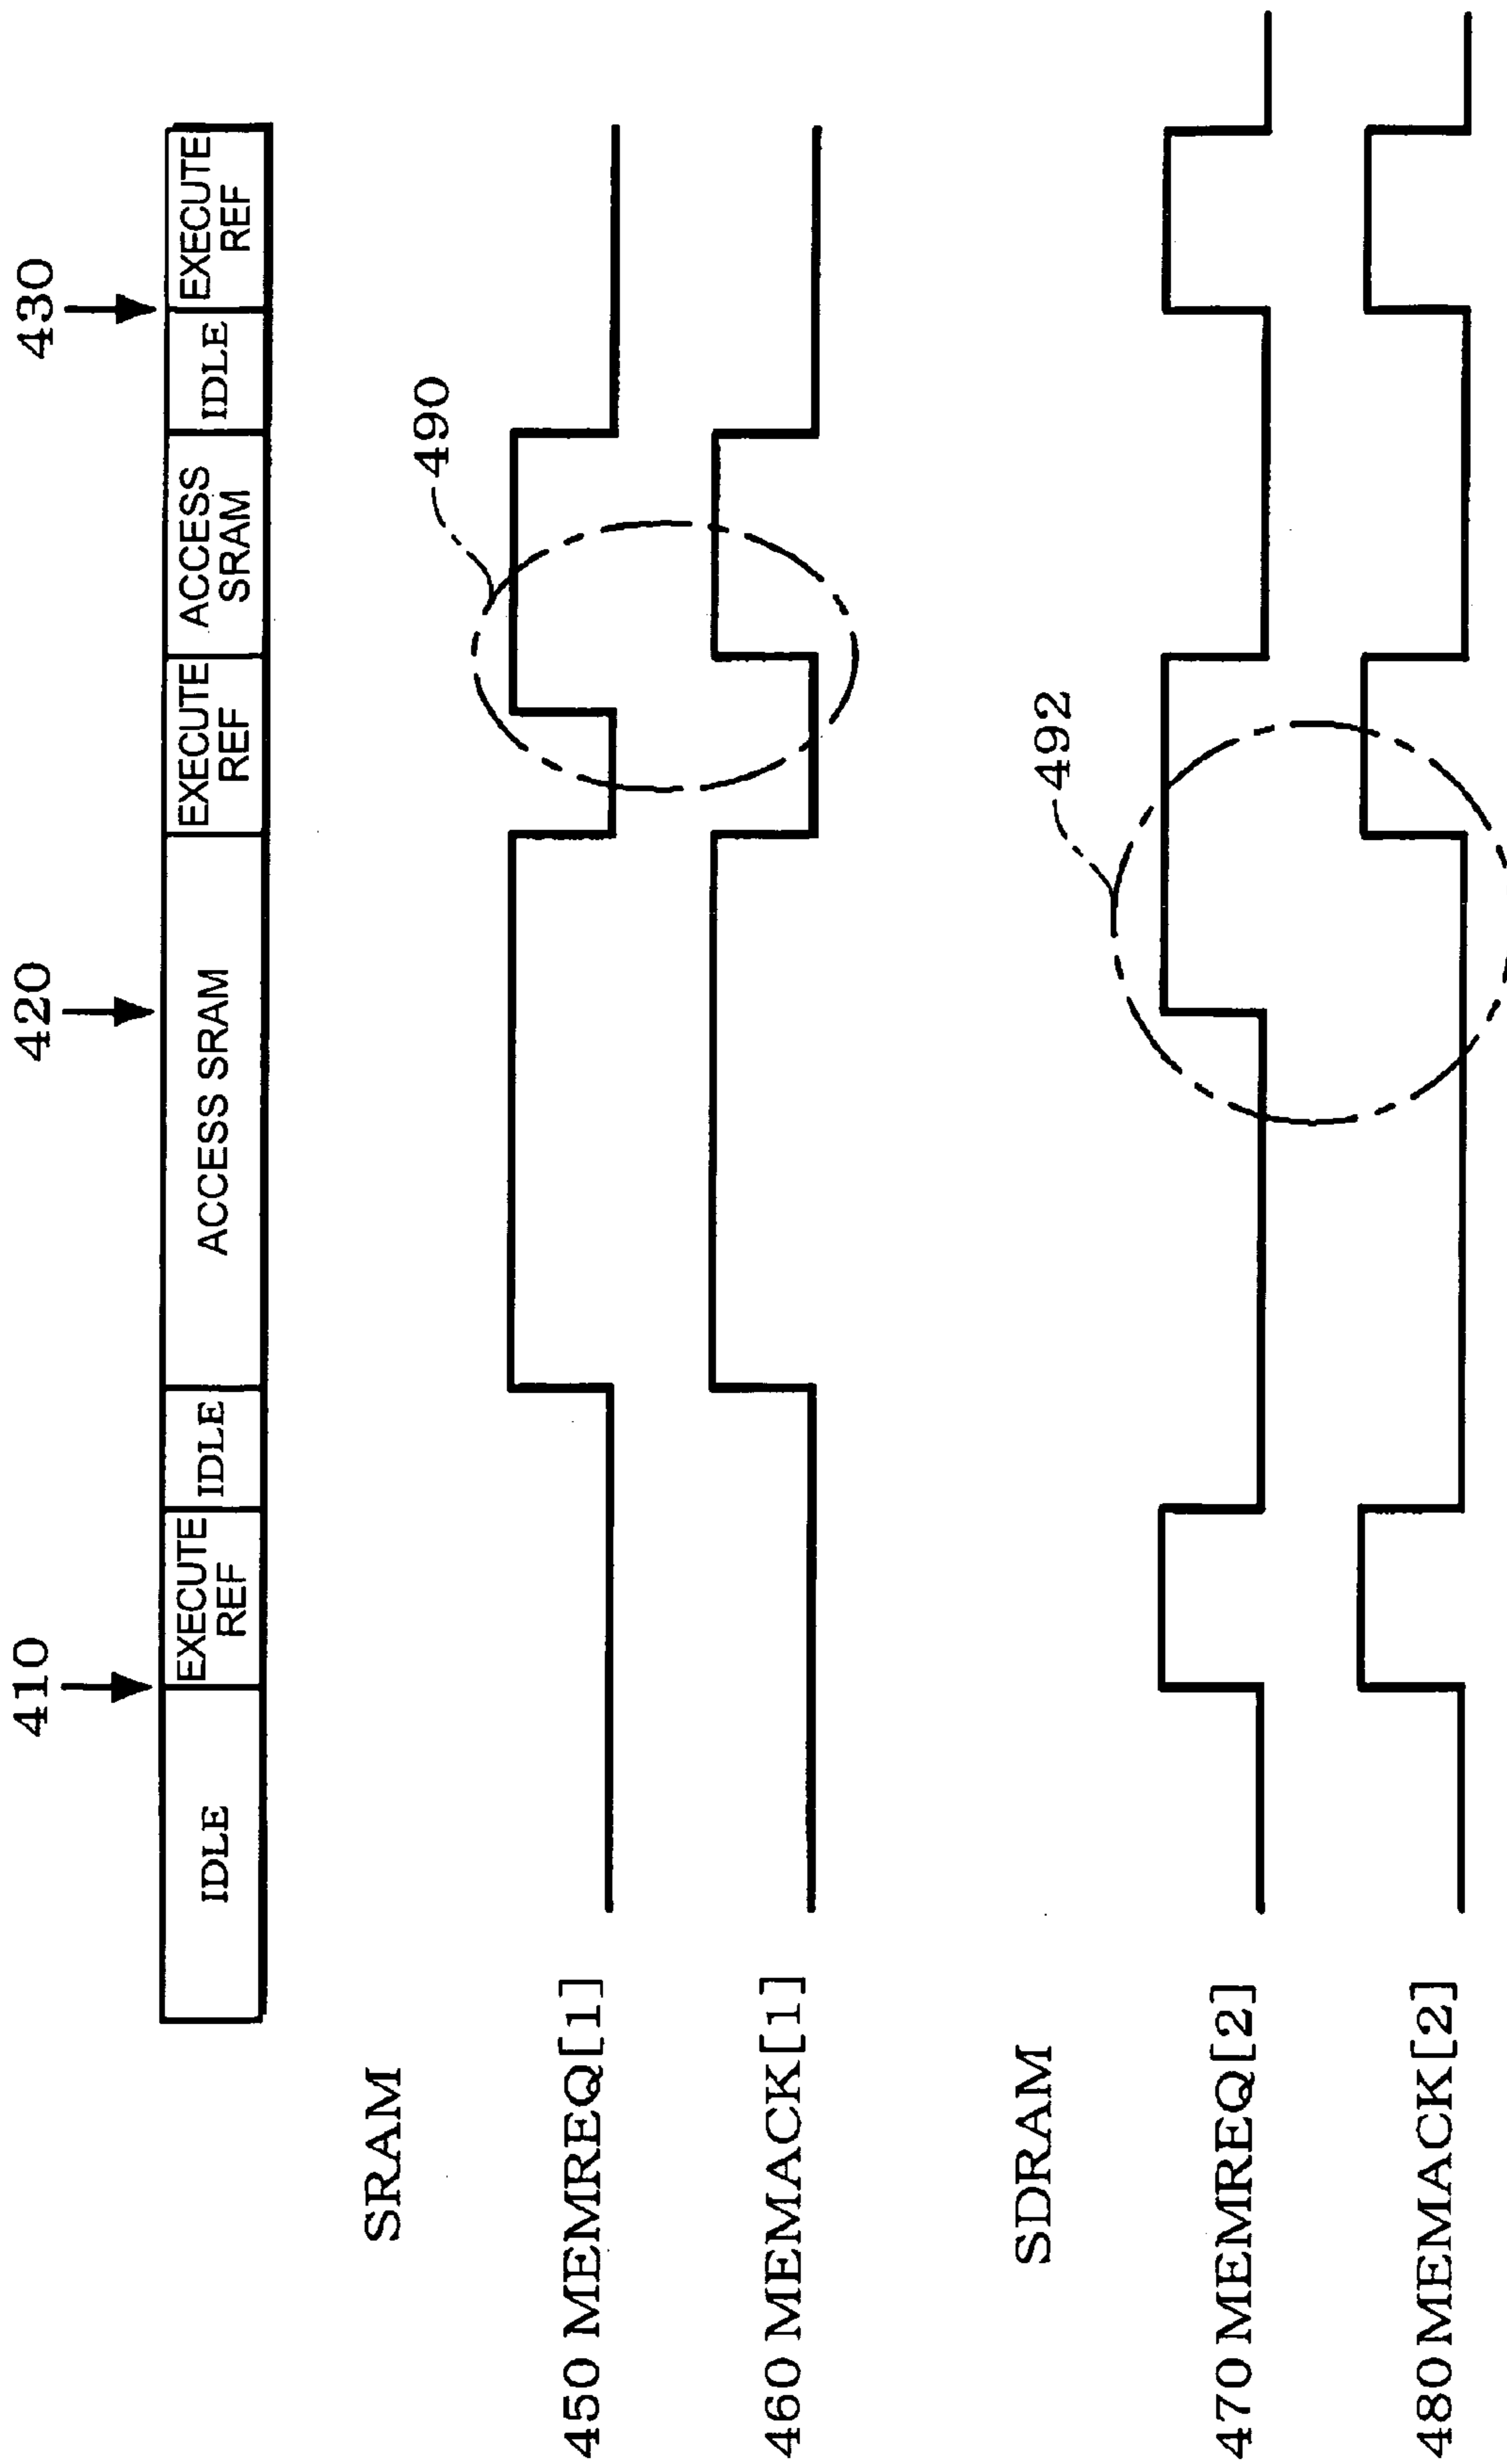 410
420
430
IDLE
EXECUTE
REF
IDLE
ACCESS SRAM
EXECUTE
REF
ACCESS
SRAM
IDLE
EXECUTE
REF
SRAM
490
450 MEMREQ[1]
460 MEMACK[1]
SDRAM
492
470 MEMREQ[2]
480 MEMACK[2]